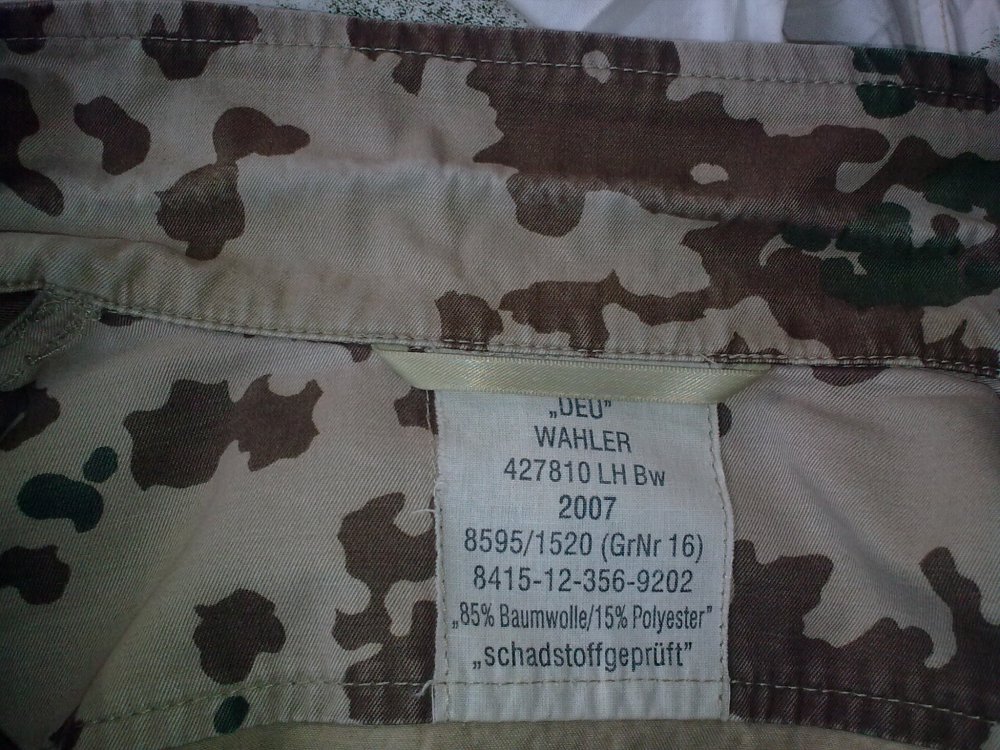 „DEU”
WAHLER
427810 LH Bw
2007
8595/1520 (GrNr 16)
8415-12-356-9202
„85% Baumwolle/15% Polyester”
„schadstoffgeprüft”